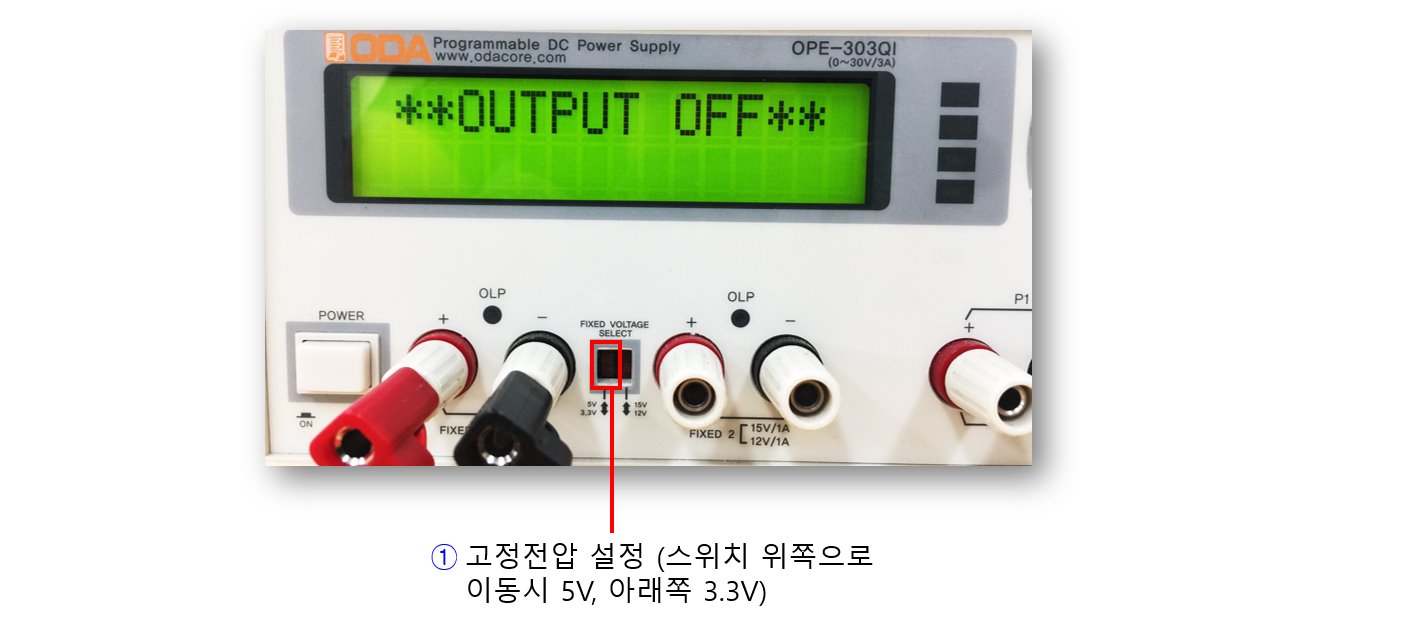 ODA Programmable DC Power Supply
www.odacore.com
OPE-303QI
(0~30V/3A)
**OUTPUT OFF**
POWER
ON
+
OLP
-
FIXED VOLTAGE
SELECT
5V
3.3V
15V
12V
+
OLP
-
FIXED 2
15V/1A
12V/1A
P1
+
① 고정전압 설정 (스위치 위쪽으로
이동시 5V, 아래쪽 3.3V)